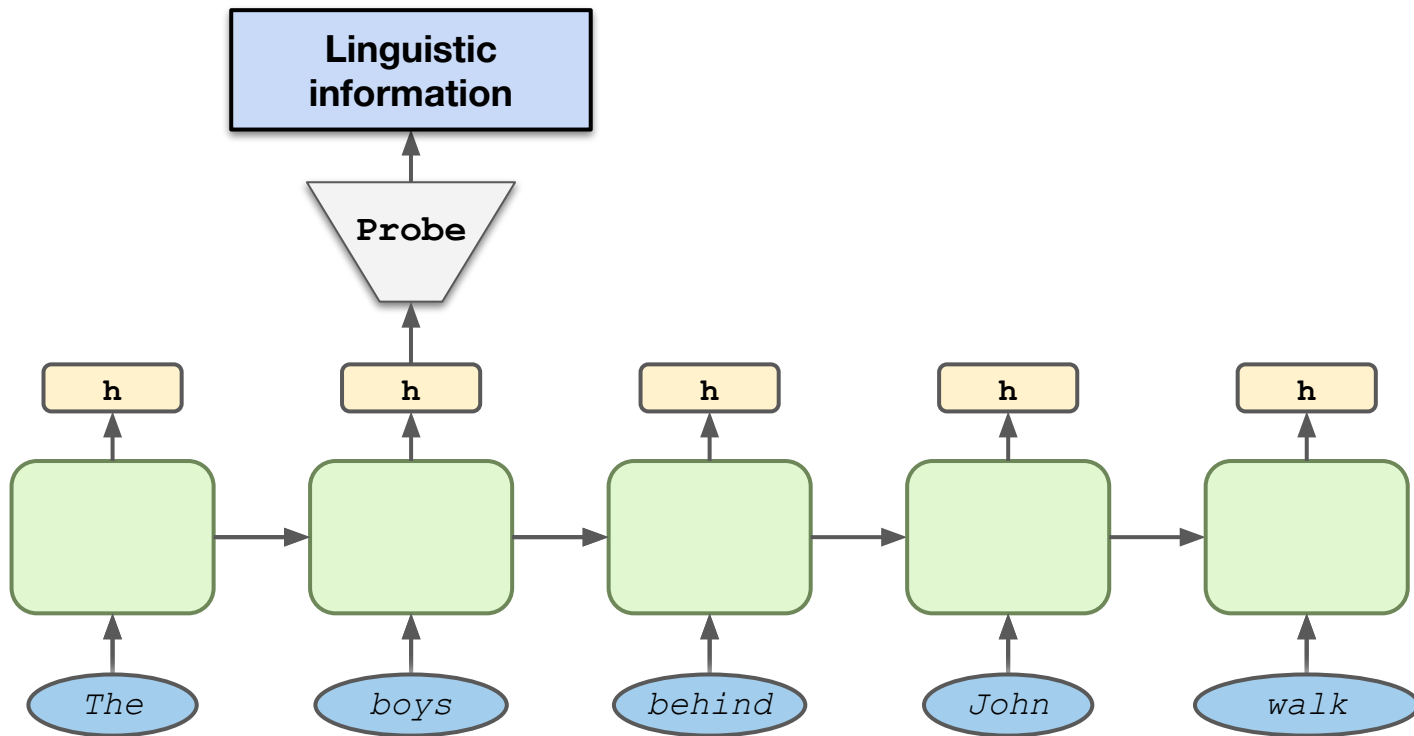 Linguistic
information
Probe
h h h h h
The boys behind John walk